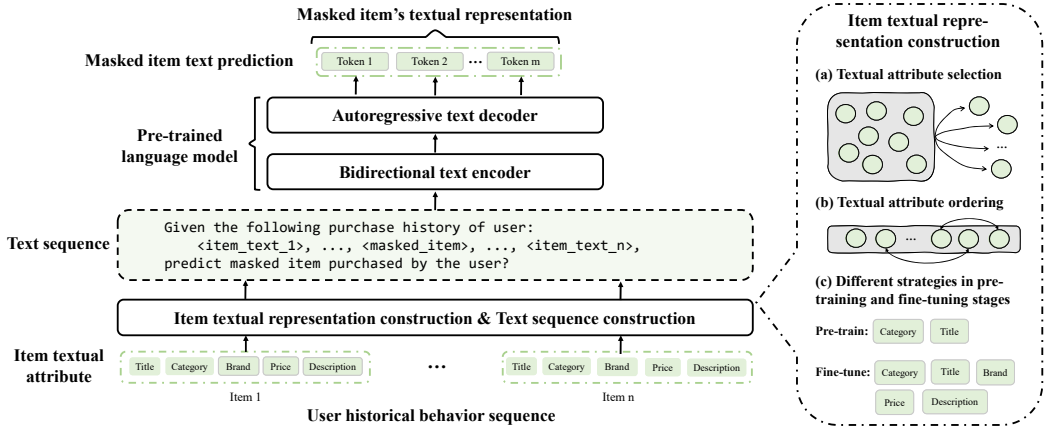 Masked item's textual representation
Masked item text prediction
Token 1 Token 2 ... Token m
Autoregressive text decoder
Pre-trained
language model
Bidirectional text encoder
Text sequence
Given the following purchase history of user:
<item_text_1>, ..., <masked_item>, ..., <item_text_n>,
predict masked item purchased by the user?
Item textual representation construction & Text sequence construction
Item textual
attribute
Title Category Brand Price Description ... Title Category Brand Price Description
Item 1 Item n
User historical behavior sequence
Item textual repre-
sentation construction
(a) Textual attribute selection
...
(b) Textual attribute ordering
...
(c) Different strategies in pre-
training and fine-tuning stages
Pre-train: Category Title
Fine-tune: Category Title Brand
Price Description